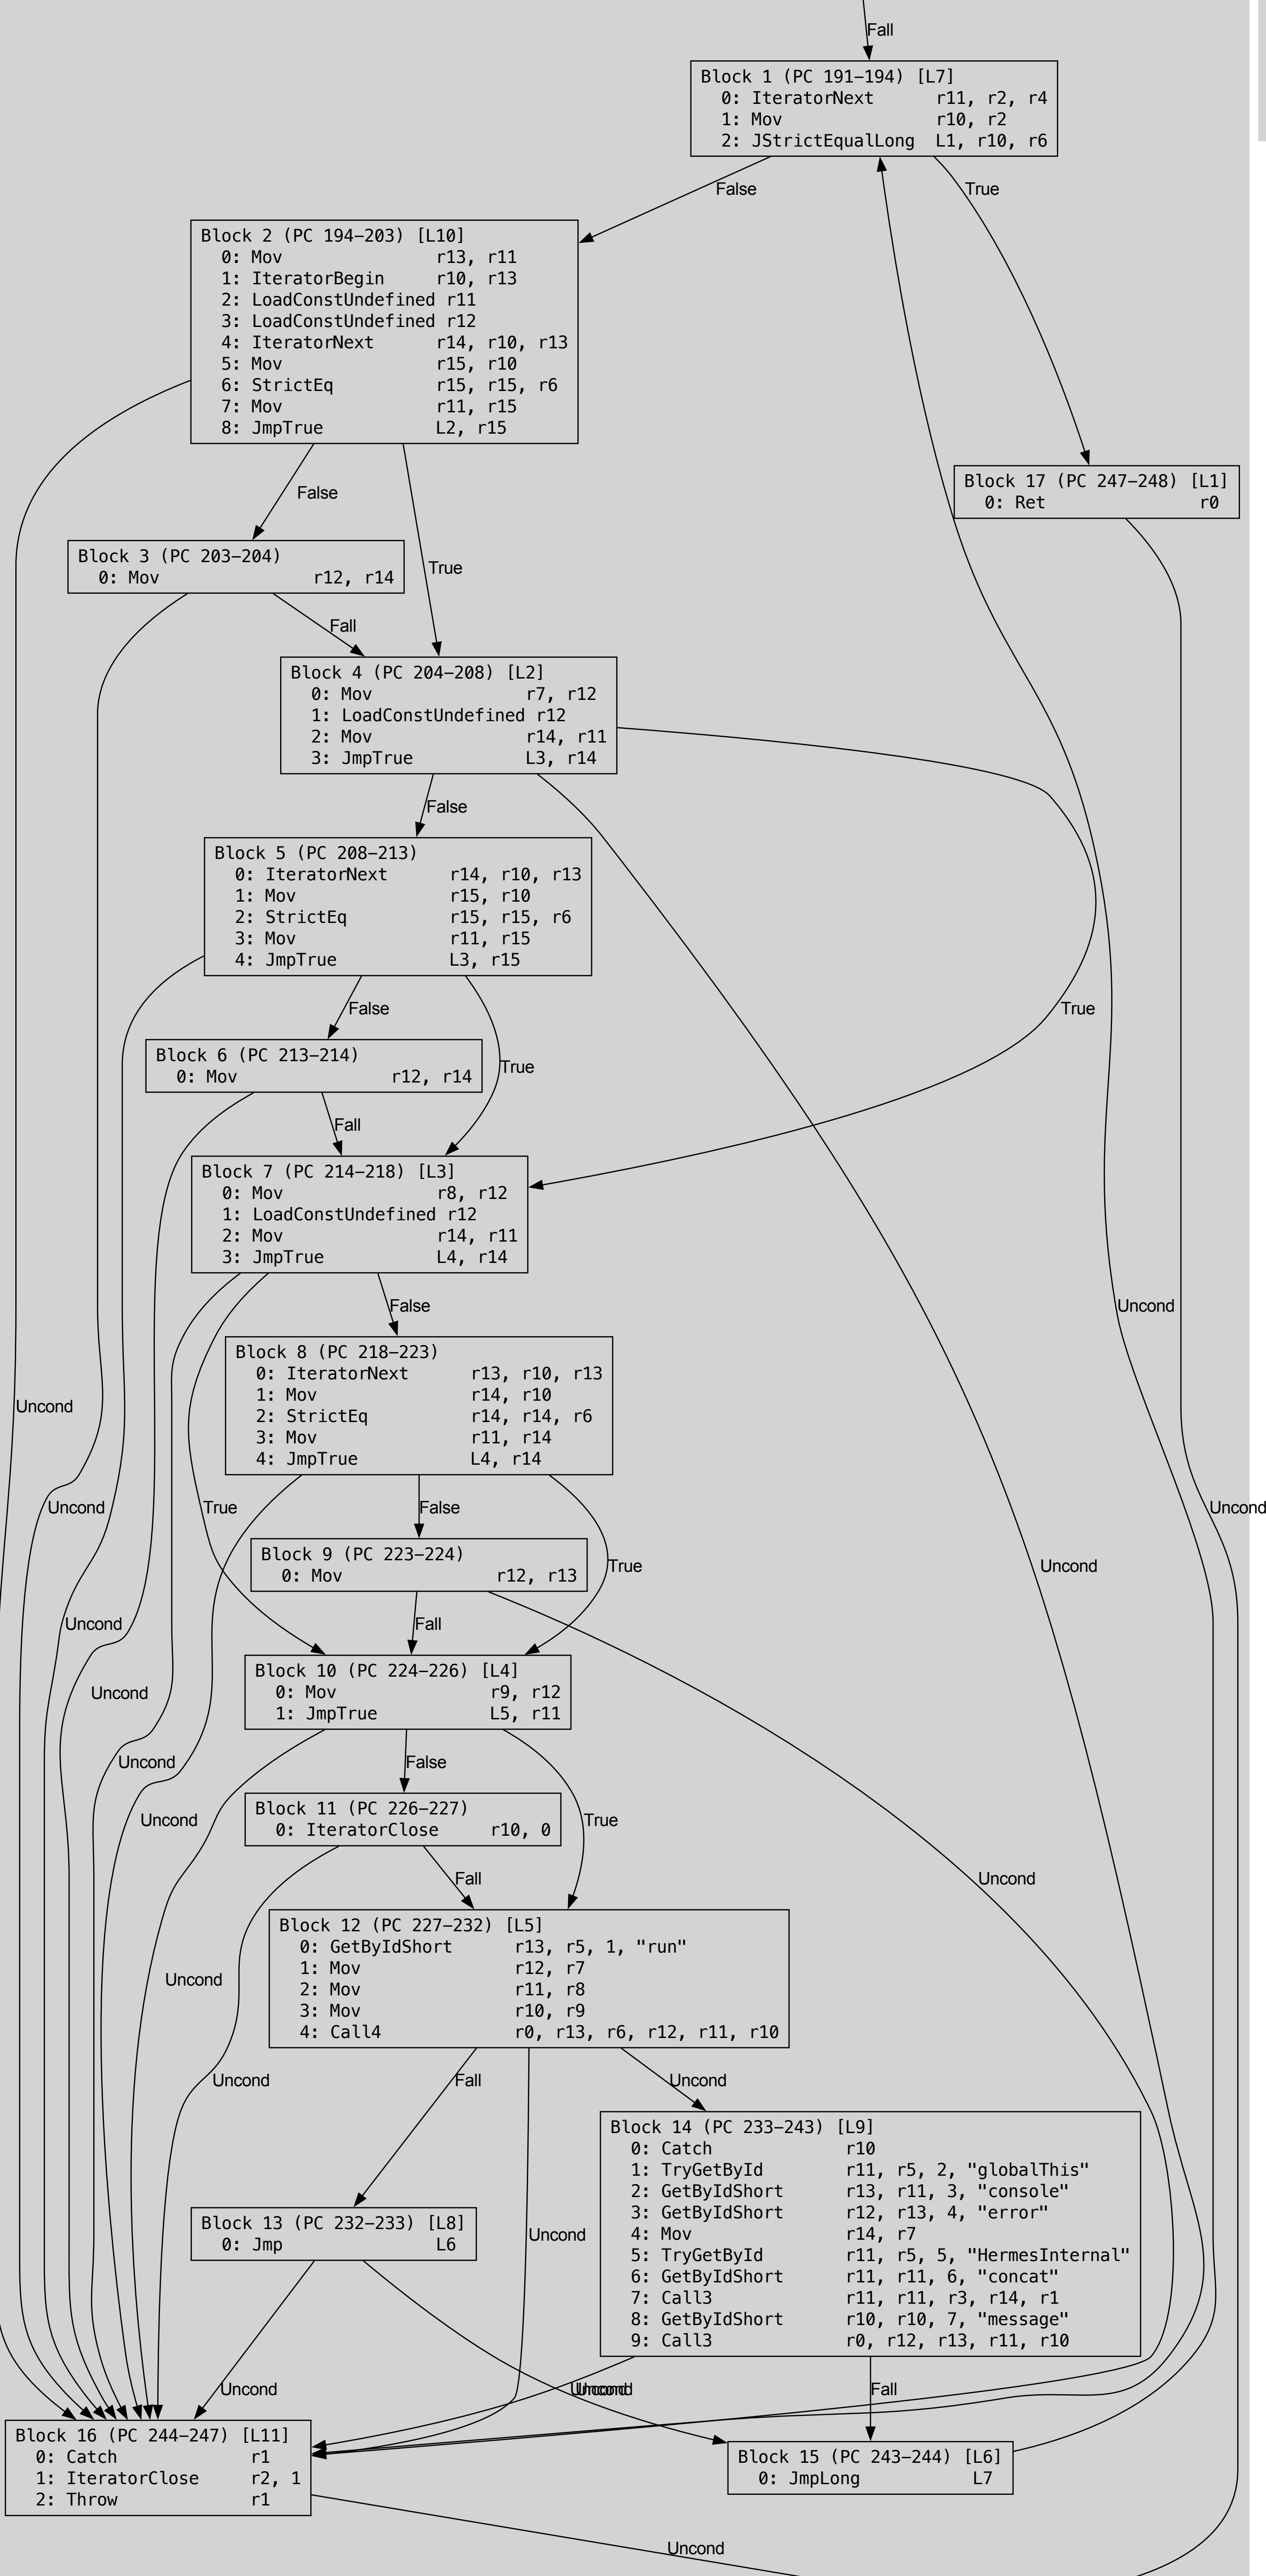 Fall
Block 1 (PC 191–194) [L7]
0: IteratorNext r11, r2, r4
1: Mov r10, r2
2: JStrictEqualLong L1, r10, r6
False
True
Block 2 (PC 194–203) [L10]
0: Mov r13, r11
1: IteratorBegin r10, r13
2: LoadConstUndefined r11
3: LoadConstUndefined r12
4: IteratorNext r14, r10, r13
5: Mov r15, r10
6: StrictEq r15, r15, r6
7: Mov r11, r15
8: JmpTrue L2, r15
Block 17 (PC 247–248) [L1]
0: Ret r0
False
True
Block 3 (PC 203–204)
0: Mov r12, r14
Fall
Block 4 (PC 204–208) [L2]
0: Mov r7, r12
1: LoadConstUndefined r12
2: Mov r14, r11
3: JmpTrue L3, r14
False
Block 5 (PC 208–213)
0: IteratorNext r14, r10, r13
1: Mov r15, r10
2: StrictEq r15, r15, r6
3: Mov r11, r15
4: JmpTrue L3, r15
False
True
True
Block 6 (PC 213–214)
0: Mov r12, r14
Fall
Block 7 (PC 214–218) [L3]
0: Mov r8, r12
1: LoadConstUndefined r12
2: Mov r14, r11
3: JmpTrue L4, r14
False
Uncond
Block 8 (PC 218–223)
0: IteratorNext r13, r10, r13
1: Mov r14, r10
2: StrictEq r14, r14, r6
3: Mov r11, r14
4: JmpTrue L4, r14
Uncond
Uncond
True
False
Uncond
Block 9 (PC 223–224)
0: Mov r12, r13
True
Uncond
Uncond
Fall
Block 10 (PC 224–226) [L4]
0: Mov r9, r12
1: JmpTrue L5, r11
Uncond
Uncond
False
Block 11 (PC 226–227)
0: IteratorClose r10, 0
Uncond
True
Fall
Uncond
Block 12 (PC 227–232) [L5]
0: GetByIdShort r13, r5, 1, "run"
1: Mov r12, r7
2: Mov r11, r8
3: Mov r10, r9
4: Call4 r0, r13, r6, r12, r11, r10
Uncond
Uncond
Fall
Uncond
Block 14 (PC 233–243) [L9]
0: Catch r10
1: TryGetById r11, r5, 2, "globalThis"
2: GetByIdShort r13, r11, 3, "console"
3: GetByIdShort r12, r13, 4, "error"
4: Mov r14, r7
5: TryGetById r11, r5, 5, "HermesInternal"
6: GetByIdShort r11, r11, 6, "concat"
7: Call3 r11, r11, r3, r14, r1
8: GetByIdShort r10, r10, 7, "message"
9: Call3 r0, r12, r13, r11, r10
Block 13 (PC 232–233) [L8]
0: Jmp L6
Uncond
Uncond
Uncond
Uncond
Fall
Block 16 (PC 244–247) [L11]
0: Catch r1
1: IteratorClose r2, 1
2: Throw r1
Block 15 (PC 243–244) [L6]
0: JmpLong L7
Uncond